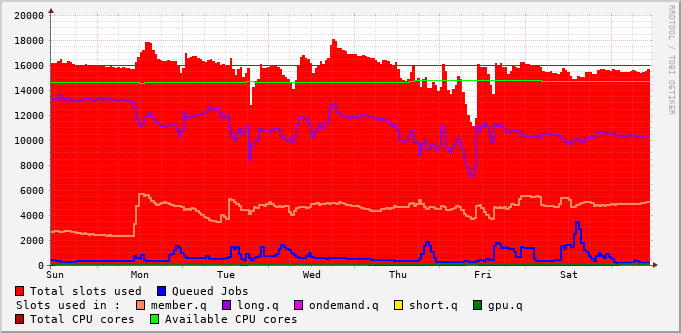 20000
18000
16000
14000
12000
10000
8000
6000
4000
2000
0
Sun Mon Tue Wed Thu Fri Sat
Total slots used Queued Jobs
Slots used in : member.q long.q ondemand.q short.q gpu.q
Total CPU cores Available CPU cores
RRDTOOL / TOBI OETIKER